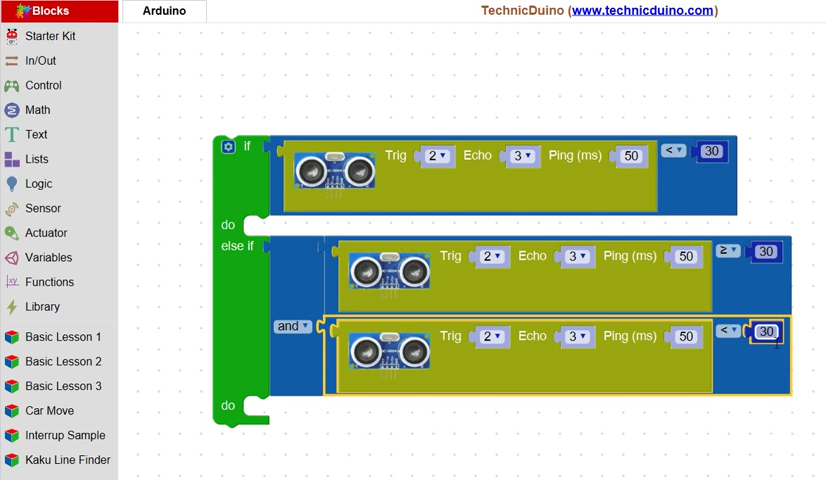 Blocks
Arduino
TechnicDuino (www.technicduino.com)
Starter Kit
In/Out
Control
Math
Text
Lists
Logic
Sensor
Actuator
Variables
Functions
Library
Basic Lesson 1
Basic Lesson 2
Basic Lesson 3
Car Move
Interrup Sample
Kaku Line Finder
if
Trig 2 Echo 3 Ping (ms) 50 < 30
do
else if
Trig 2 Echo 3 Ping (ms) 50 ≥ 30
and
Trig 2 Echo 3 Ping (ms) 50 < 30
do